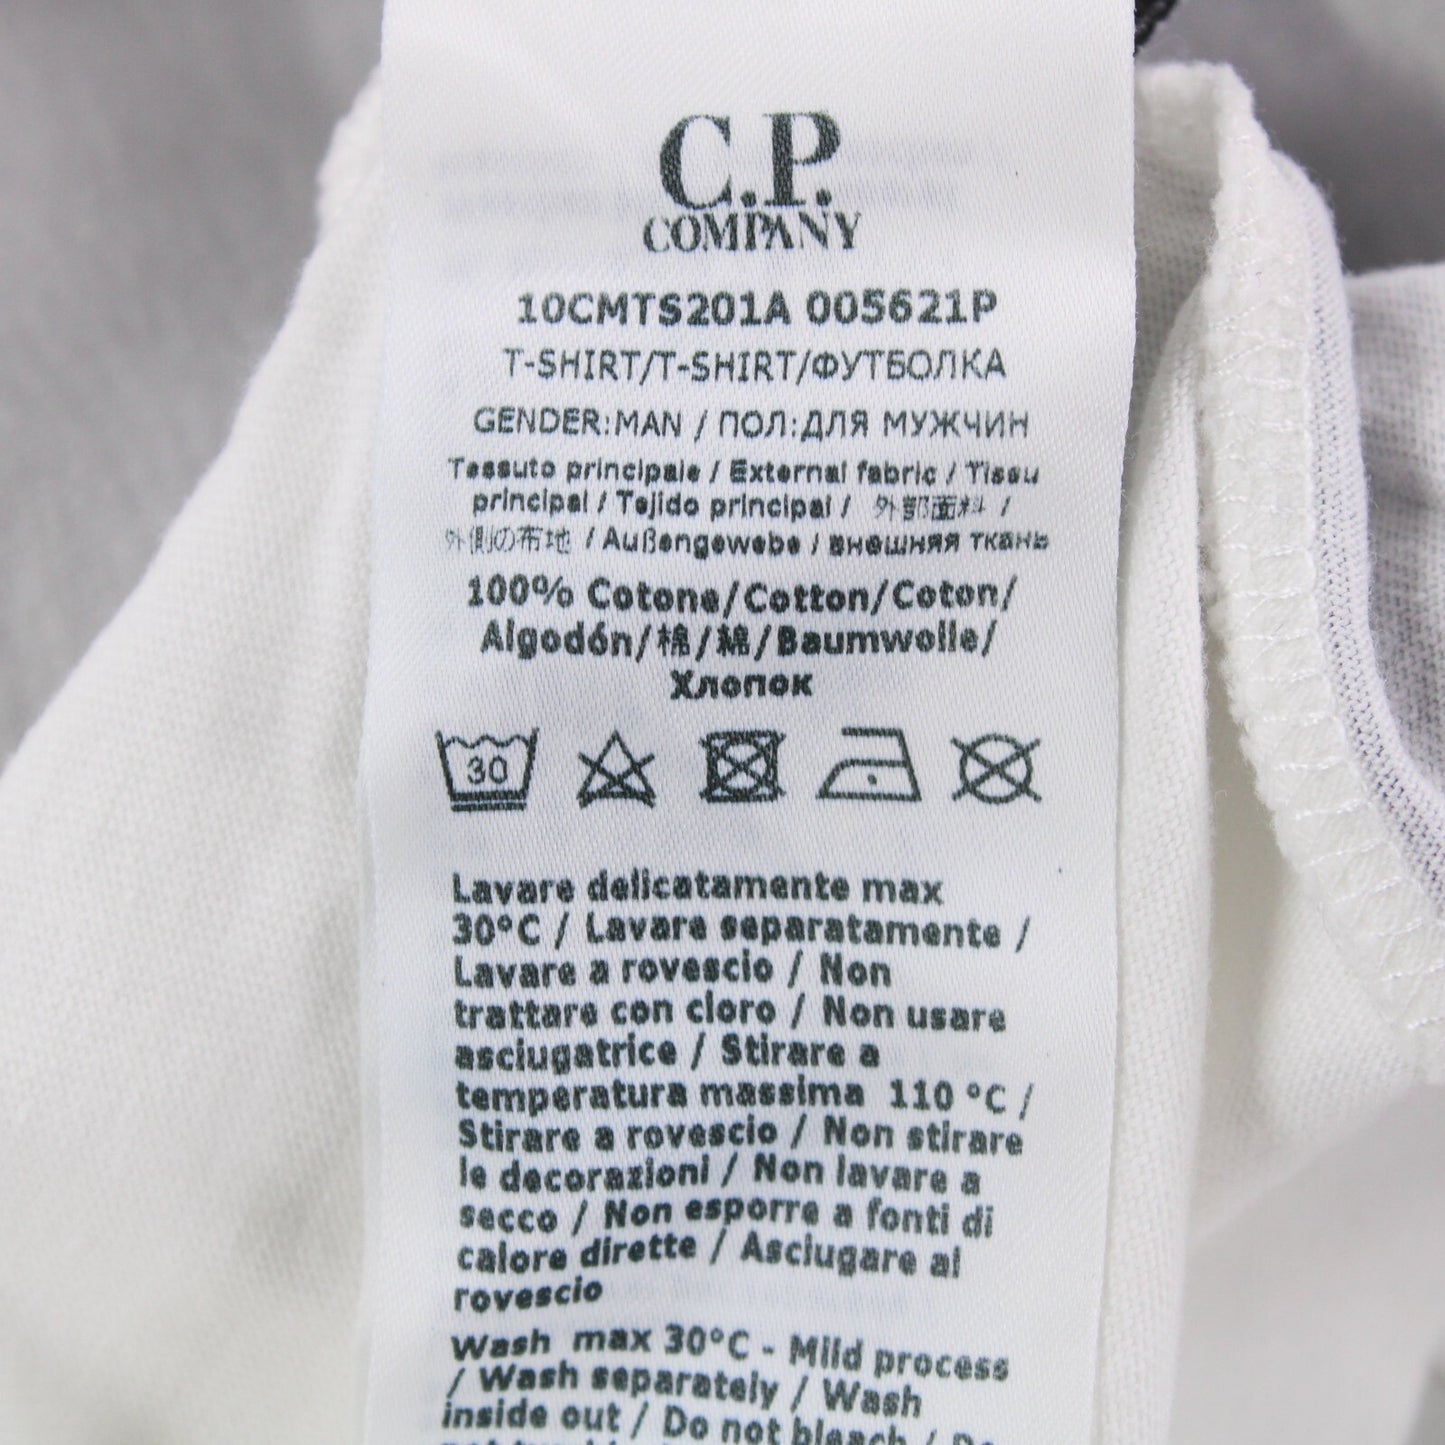 C.P.
COMPANY
10CMTS201A 005621P
T-SHIRT/T-SHIRT/ФУТБОЛКА
GENDER:MAN / ПОЛ:ДЛЯ МУЖЧИН
Tessuto principale / External fabric / Tissu
principal / Tejido principal / 外部面料 /
外側の布地 / Außengewebe / внешняя ткань
100% Cotone/Cotton/Coton/
Algodón/棉/綿/Baumwolle/
Хлопок
30
Lavare delicatamente max
30°C / Lavare separatamente /
Lavare a rovescio / Non
trattare con cloro / Non usare
asciugatrice / Stirare a
temperatura massima 110 °C /
Stirare a rovescio / Non stirare
le decorazioni / Non lavare a
secco / Non esporre a fonti di
calore dirette / Asciugare al
rovescio
Wash max 30°C - Mild process
/ Wash separately / Wash
inside out / Do not bleach / Do